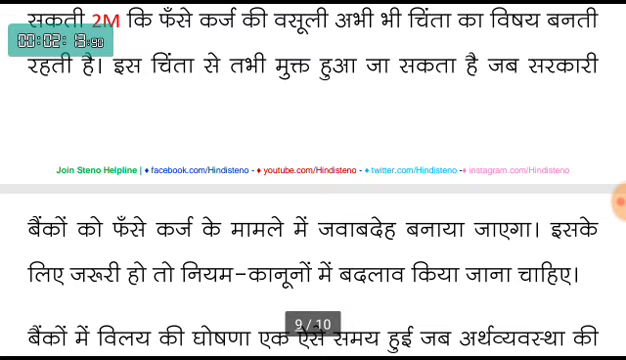 सकती 2M कि फँसे कर्ज की वसूली अभी भी चिंता का विषय बनती
00:02:13:90
रहती है। इस चिंता से तभी मुक्त हुआ जा सकता है जब सरकारी
Join Steno Helpline | ♦ facebook.com/Hindisteno - ♦ youtube.com/Hindisteno - ♦ twitter.com/Hindisteno -♦ instagram.com/Hindisteno
बैंकों को फँसे कर्ज के मामले में जवाबदेह बनाया जाएगा। इसके
लिए जरूरी हो तो नियम-कानूनों में बदलाव किया जाना चाहिए।
9 / 10
बैंकों में विलय की घोषणा एक ऐसे समय हुई जब अर्थव्यवस्था की